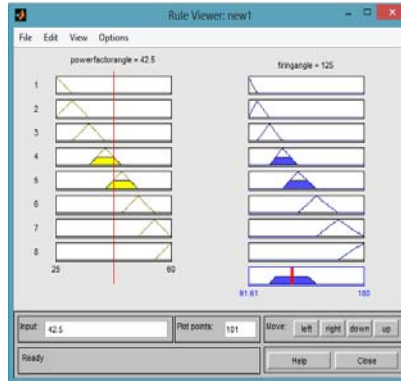 Rule Viewer: new1
File Edit View Options
powerfactorangle = 42.5
firingangle = 125
1
2
3
4
5
6
7
8
25 60
91.61 180
Input: 42.5
Plot points: 101
Move: left right down up
Ready
Help Close